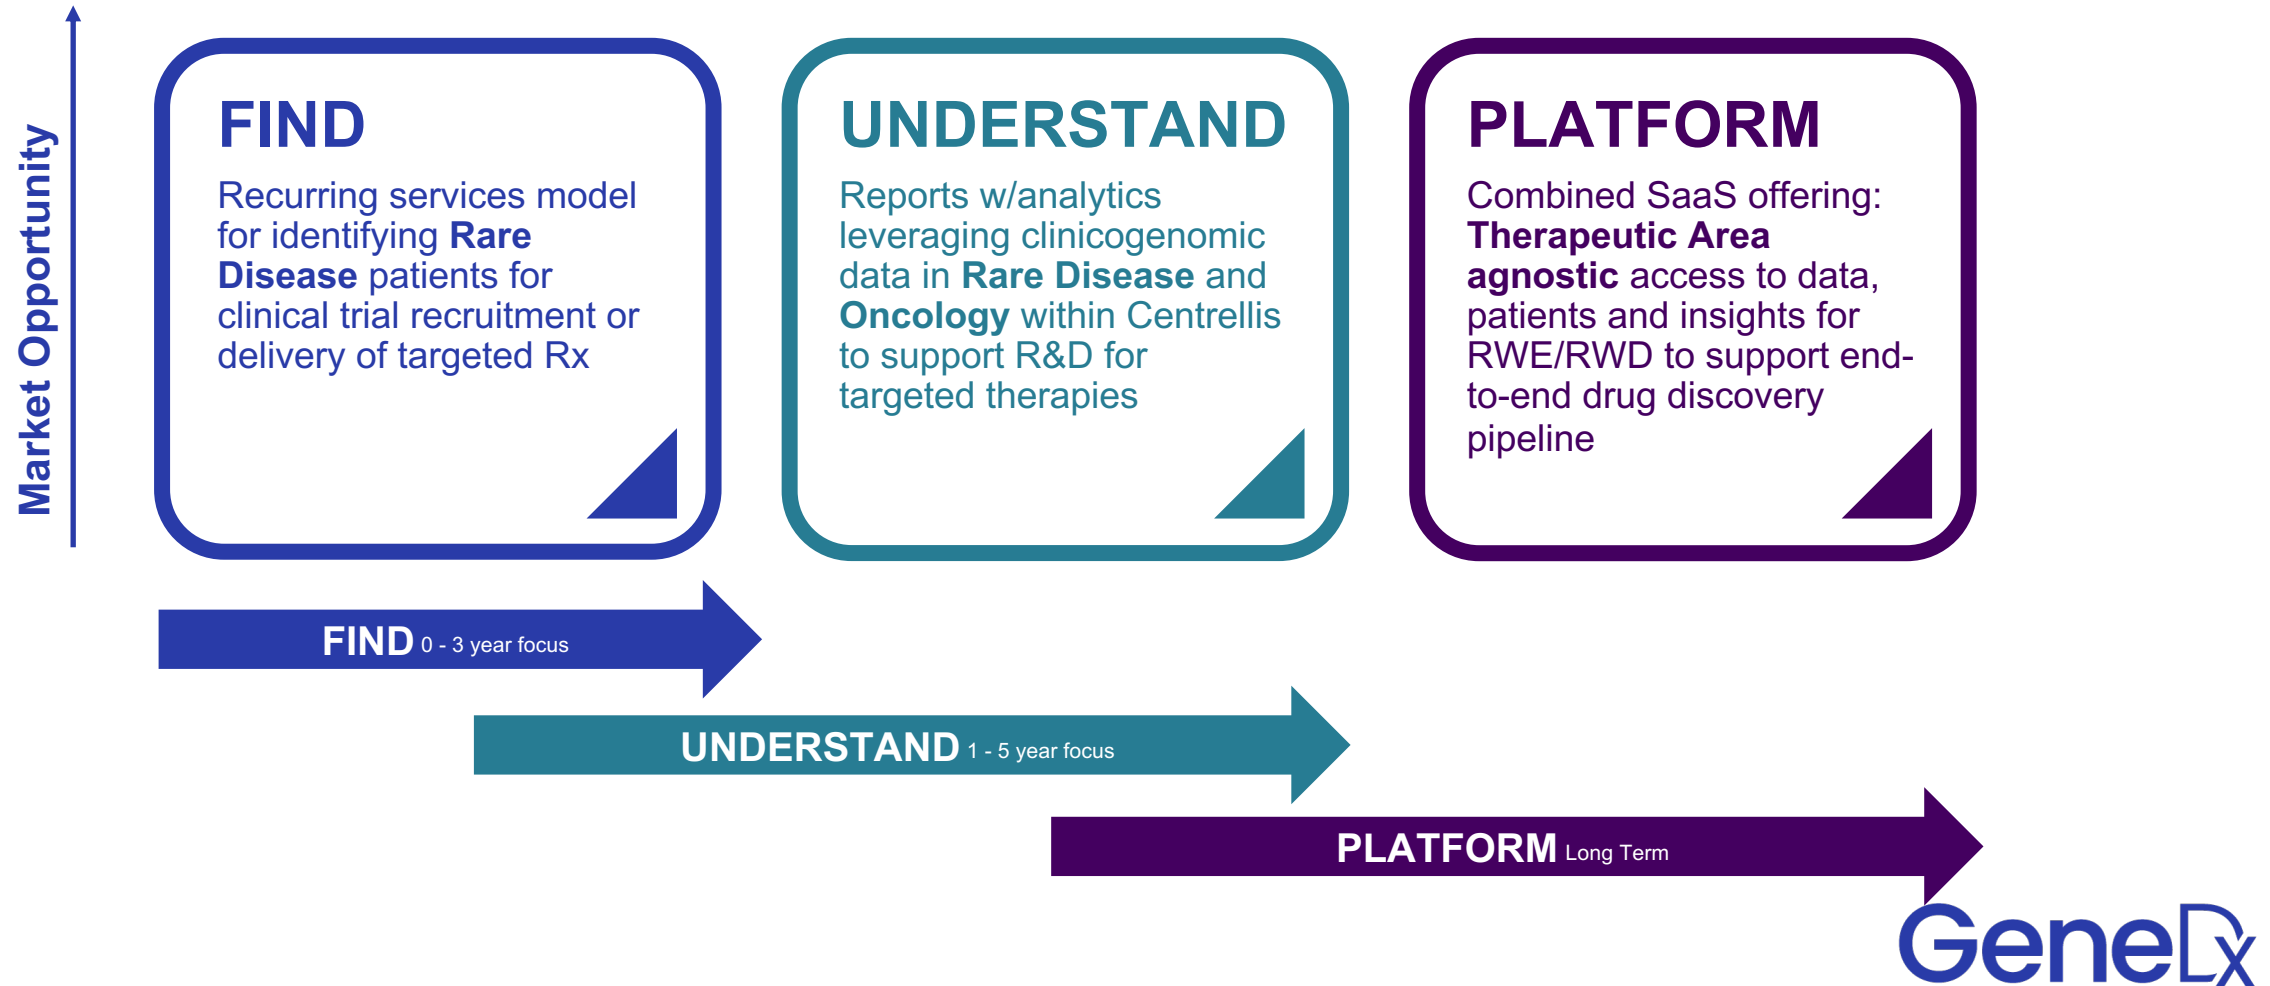 Market Opportunity
FIND
Recurring services model
for identifying Rare
Disease patients for
clinical trial recruitment or
delivery of targeted Rx
UNDERSTAND
Reports w/analytics
leveraging clinicogenomic
data in Rare Disease and
Oncology within Centrellis
to support R&D for
targeted therapies
PLATFORM
Combined SaaS offering:
Therapeutic Area
agnostic access to data,
patients and insights for
RWE/RWD to support end-
to-end drug discovery
pipeline
FIND 0 - 3 year focus
UNDERSTAND 1 - 5 year focus
PLATFORM Long Term
GeneDx